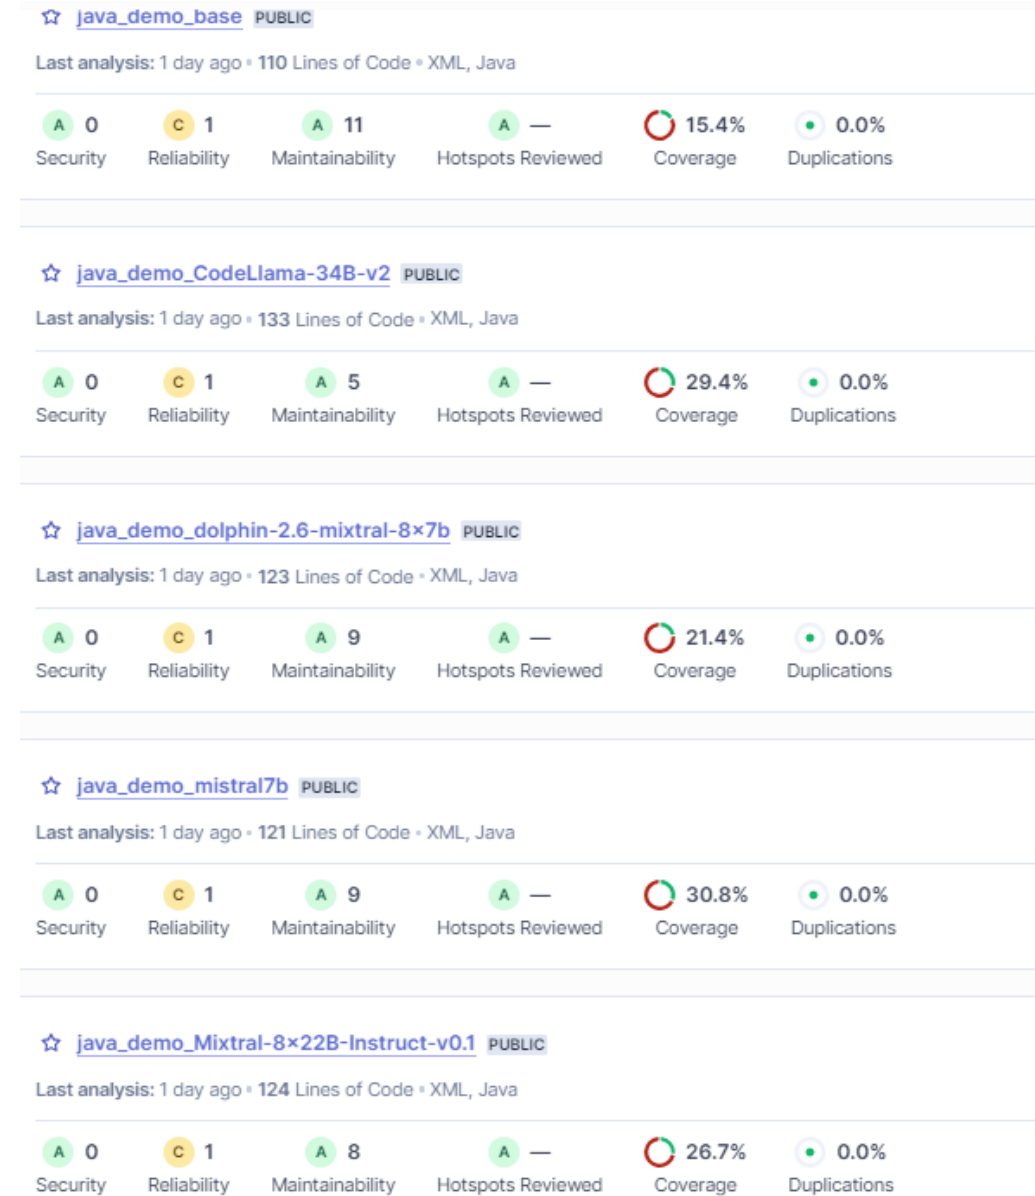 java_demo_base PUBLIC
Last analysis: 1 day ago • 110 Lines of Code • XML, Java
A 0 C 1 A 11 A — 15.4% 0.0%
Security Reliability Maintainability Hotspots Reviewed Coverage Duplications
java_demo_CodeLlama-34B-v2 PUBLIC
Last analysis: 1 day ago • 133 Lines of Code • XML, Java
A 0 C 1 A 5 A — 29.4% 0.0%
Security Reliability Maintainability Hotspots Reviewed Coverage Duplications
java_demo_dolphin-2.6-mixtral-8x7b PUBLIC
Last analysis: 1 day ago • 123 Lines of Code • XML, Java
A 0 C 1 A 9 A — 21.4% 0.0%
Security Reliability Maintainability Hotspots Reviewed Coverage Duplications
java_demo_mistral7b PUBLIC
Last analysis: 1 day ago • 121 Lines of Code • XML, Java
A 0 C 1 A 9 A — 30.8% 0.0%
Security Reliability Maintainability Hotspots Reviewed Coverage Duplications
java_demo_Mixtral-8x22B-Instruct-v0.1 PUBLIC
Last analysis: 1 day ago • 124 Lines of Code • XML, Java
A 0 C 1 A 8 A — 26.7% 0.0%
Security Reliability Maintainability Hotspots Reviewed Coverage Duplications